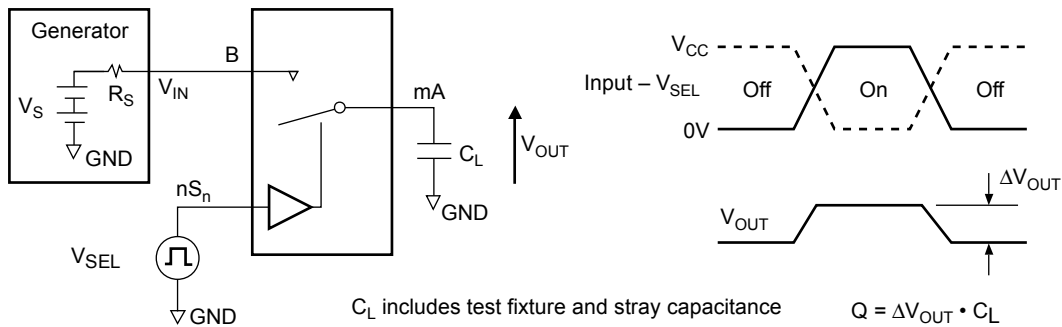 Generator
V_S
R_S
V_IN
GND
B
mA
C_L
GND
V_OUT
nS_n
V_SEL
GND
C_L includes test fixture and stray capacitance
V_CC
Input – V_SEL
0V
Off
On
Off
V_OUT
ΔV_OUT
Q = ΔV_OUT • C_L